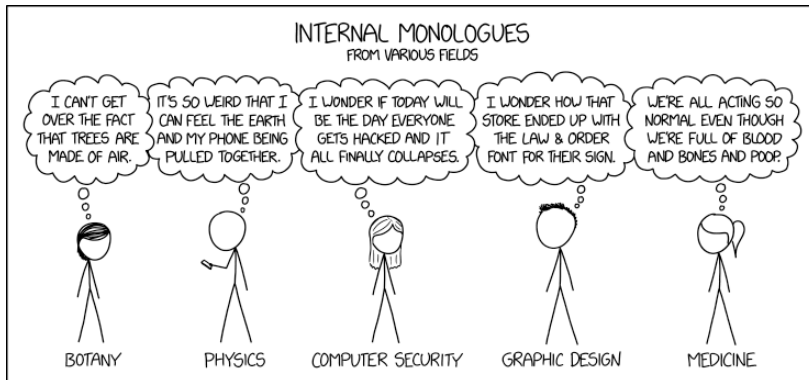 INTERNAL MONOLOGUES
FROM VARIOUS FIELDS
I CAN'T GET
OVER THE FACT
THAT TREES ARE
MADE OF AIR.
IT'S SO WEIRD THAT I
CAN FEEL THE EARTH
AND MY PHONE BEING
PULLED TOGETHER.
I WONDER IF TODAY WILL
BE THE DAY EVERYONE
GETS HACKED AND IT
ALL FINALLY COLLAPSES.
I WONDER HOW THAT
STORE ENDED UP WITH
THE LAW & ORDER
FONT FOR THEIR SIGN.
WE'RE ALL ACTING SO
NORMAL EVEN THOUGH
WE'RE FULL OF BLOOD
AND BONES AND POOP.
BOTANY
PHYSICS
COMPUTER SECURITY
GRAPHIC DESIGN
MEDICINE